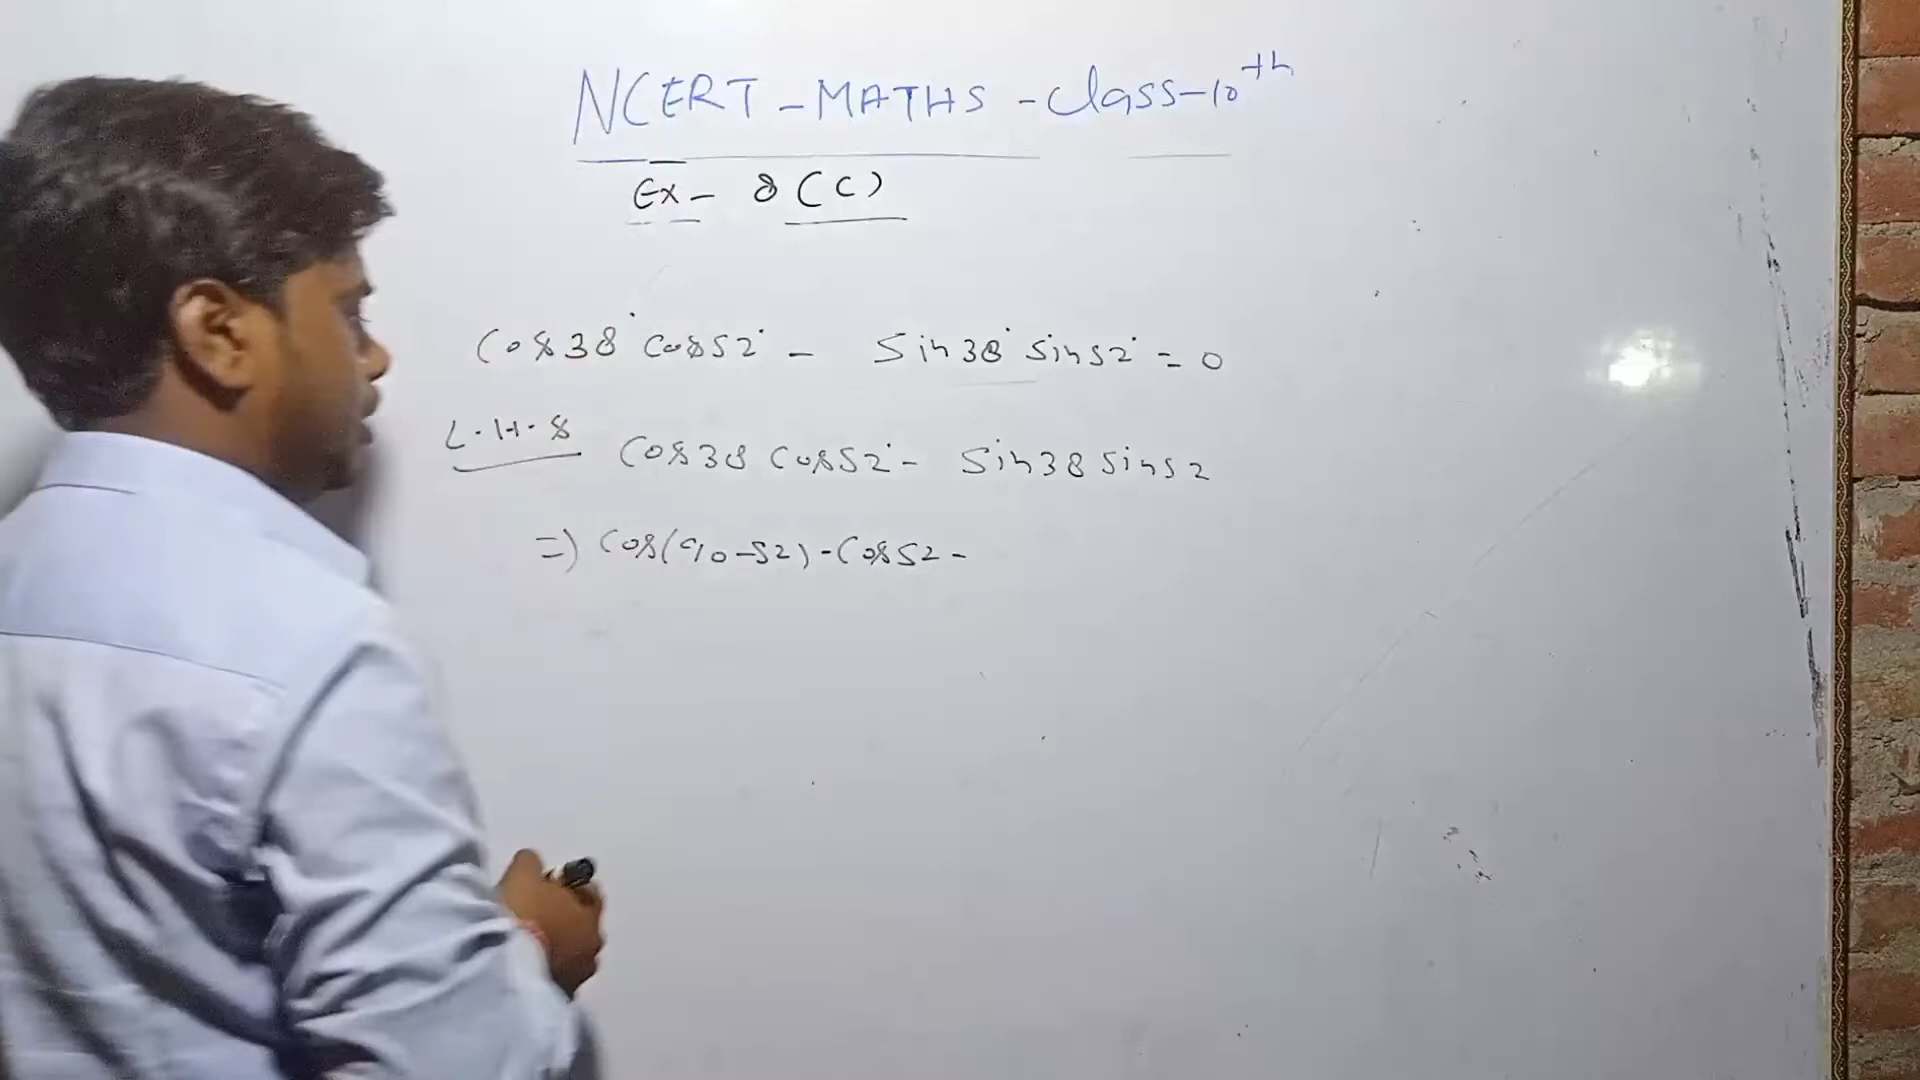 NCERT - MATHS - Class - 10th
Ex - 8 (C)
Cos38° Cos52° - Sin38° Sin52° = 0
L.H.S Cos38 Cos52° - Sin38 Sin52
=) Cos(90-52) · Cos52 -